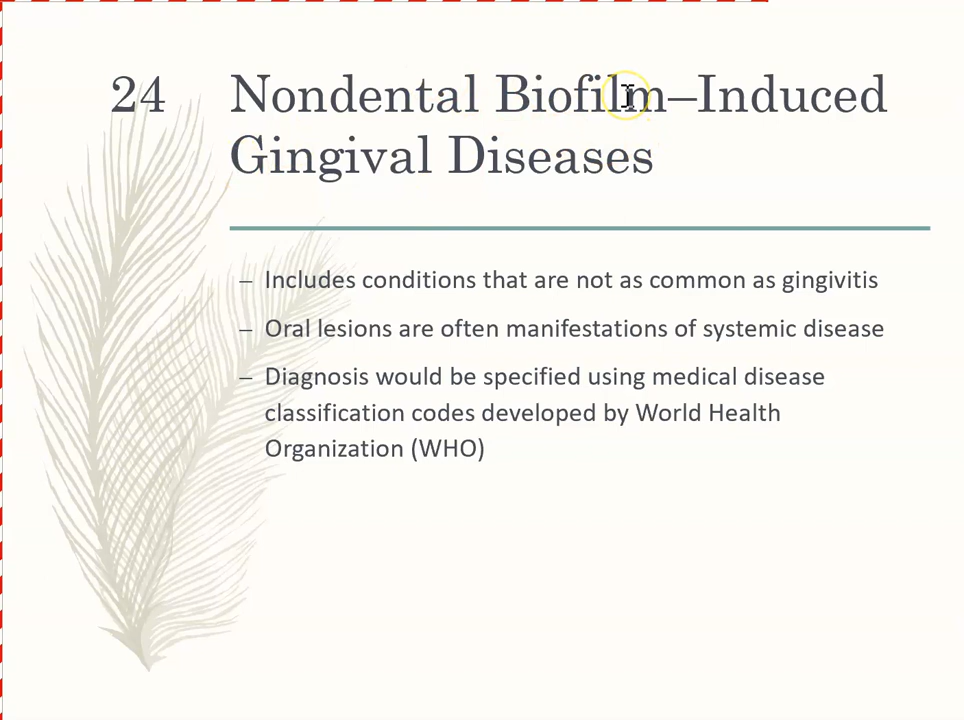 24 Nondental Biofilm–Induced
Gingival Diseases
– Includes conditions that are not as common as gingivitis
– Oral lesions are often manifestations of systemic disease
– Diagnosis would be specified using medical disease
classification codes developed by World Health
Organization (WHO)